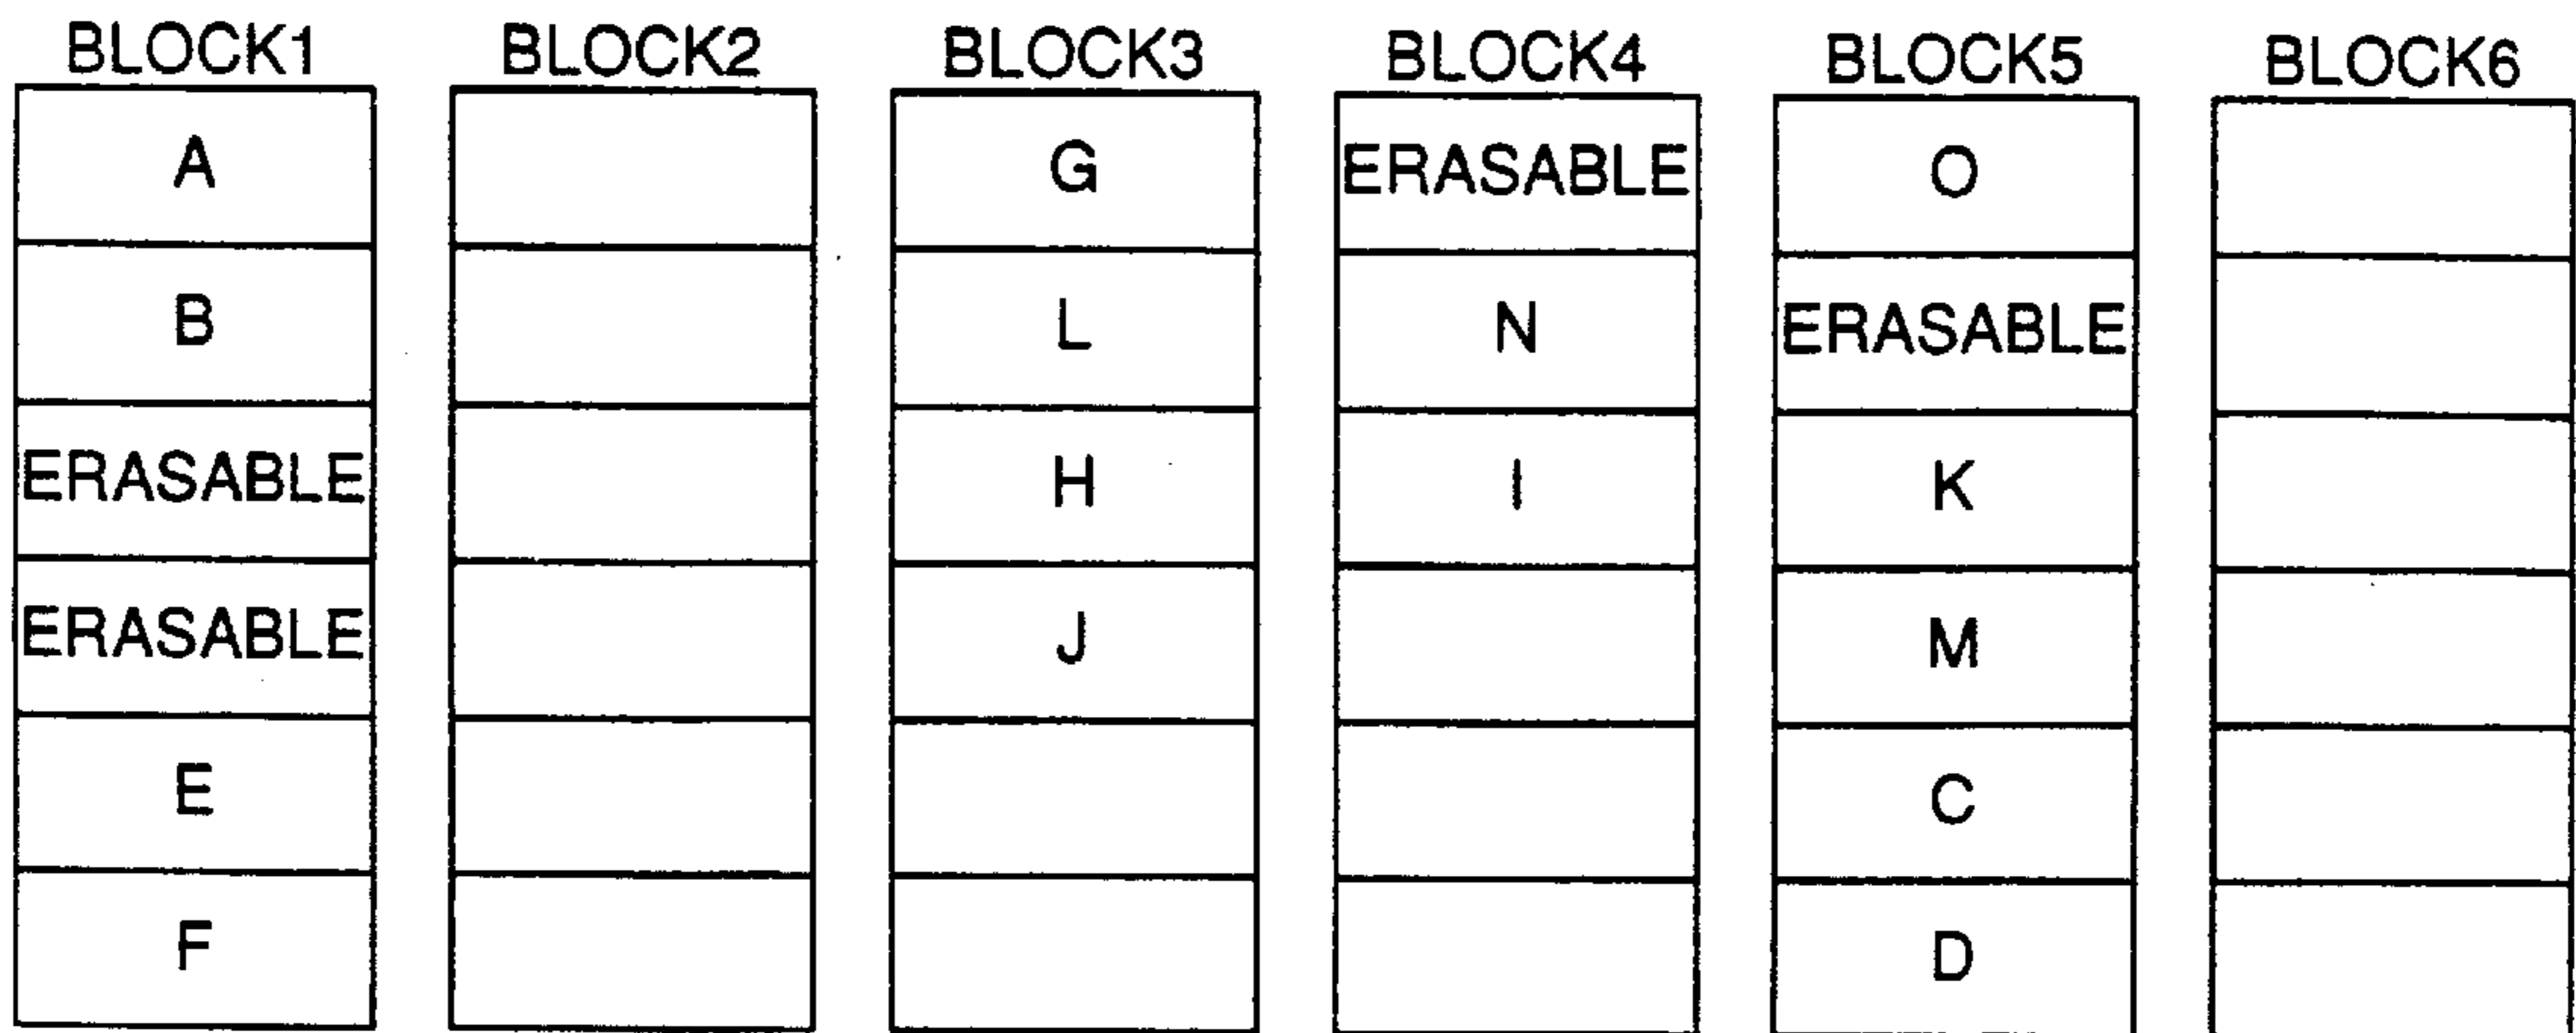 BLOCK1 BLOCK2 BLOCK3 BLOCK4 BLOCK5 BLOCK6
A G ERASABLE O
B L N ERASABLE
ERASABLE H I K
ERASABLE J M
E C
F D